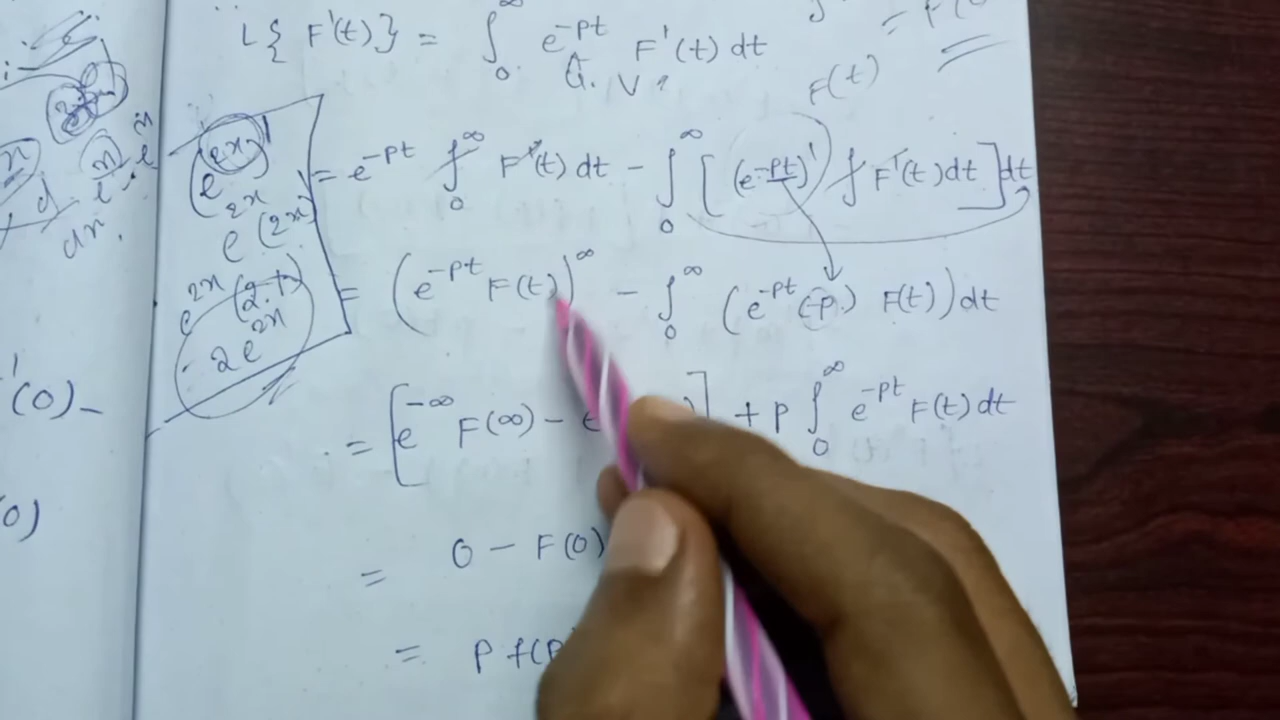 L{ F'(t)} = ∫₀^∞ e^{-pt} F'(t) dt
G. V.
F(t)
(e^{2x})'
= e^{-pt} ∫₀^∞ F'(t) dt - ∫₀^∞ [ (e^{-pt})' ∫ F'(t) dt ] dt
e^{2x} (2x)'
= (e^{-pt} F(t))^∞ - ∫₀^∞ (e^{-pt} (-p) F(t)) dt
e^{2x} (2.1)
2e^{2x}
'(0) -
= [ e^{-∞} F(∞) - ] + p ∫₀^∞ e^{-pt} F(t) dt
0)
= 0 - F(0)
= p f(p